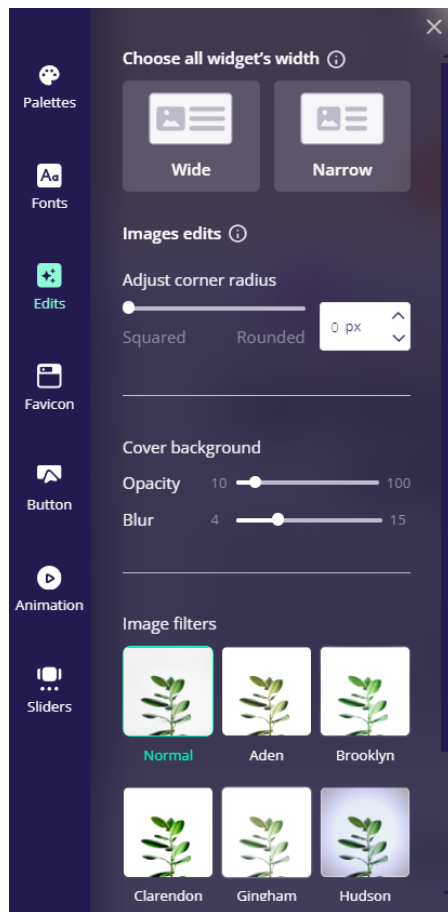 Palettes
Aa
Fonts
Edits
Favicon
Button
Animation
Sliders
Choose all widget's width
Wide
Narrow
Images edits
Adjust corner radius
Squared
Rounded
0 px
Cover background
Opacity 10 100
Blur 4 15
Image filters
Normal
Aden
Brooklyn
Clarendon
Gingham
Hudson